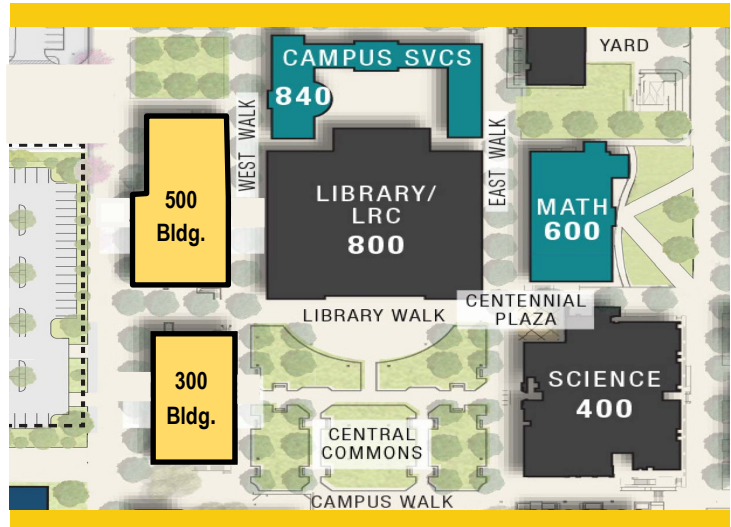 YARD
CAMPUS SVCS
840
WEST WALK
EAST WALK
LIBRARY/
LRC
800
500
Bldg.
MATH
600
CENTENNIAL
PLAZA
LIBRARY WALK
300
Bldg.
SCIENCE
400
CENTRAL
COMMONS
CAMPUS WALK